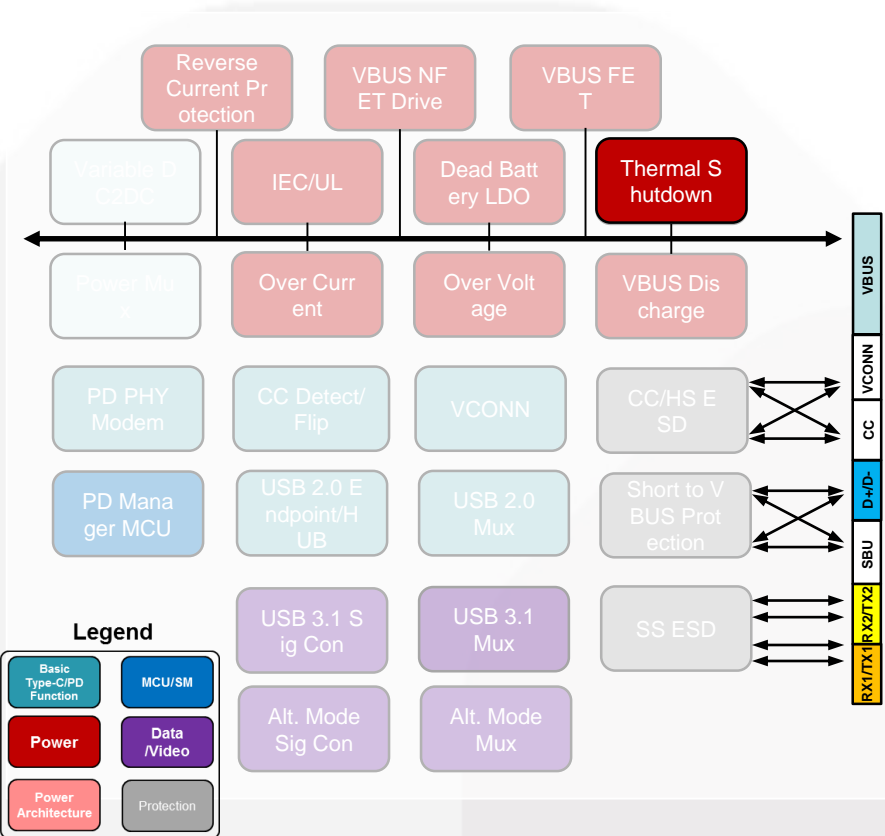 Reverse
Current Pr
otection
VBUS NF
ET Drive
VBUS FE
T
Variable D
C2DC
IEC/UL
Dead Batt
ery LDO
Thermal S
hutdown
Power Mu
x
Over Curr
ent
Over Volt
age
VBUS Dis
charge
PD PHY
Modem
CC Detect/
Flip
VCONN
CC/HS E
SD
PD Mana
ger MCU
USB 2.0 E
ndpoint/H
UB
USB 2.0
Mux
Short to V
BUS Prot
ection
USB 3.1 S
ig Con
USB 3.1
Mux
SS ESD
Alt. Mode
Sig Con
Alt. Mode
Mux
VBUS
VCONN
CC
D+/D-
SBU
RX2/TX2
RX1/TX1
Legend
Basic
Type-C/PD
Function
MCU/SM
Power
Data
/Video
Power
Architecture
Protection